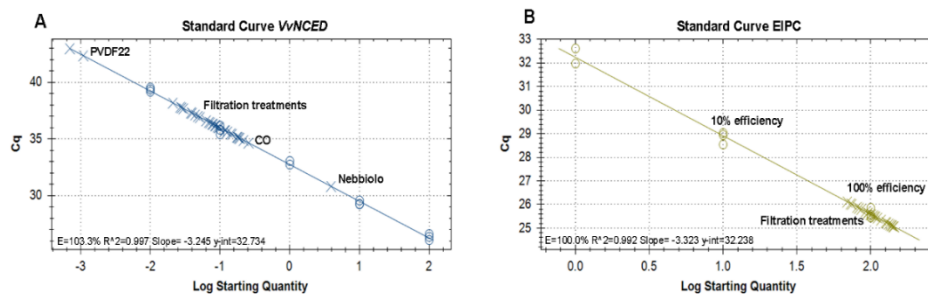 A
Standard Curve VvNCED
PVDF22
Filtration treatments
CO
Nebbiolo
E=103.3% R^2=0.997 Slope= -3.245 y-int=32.734
Cq
40
35
30
-3
-2
-1
0
1
2
Log Starting Quantity
B
Standard Curve EIPC
10% efficiency
100% efficiency
Filtration treatments
E=100.0% R^2=0.992 Slope= -3.323 y-int=32.238
Cq
33
32
31
30
29
28
27
26
25
0.0
0.5
1.0
1.5
2.0
Log Starting Quantity